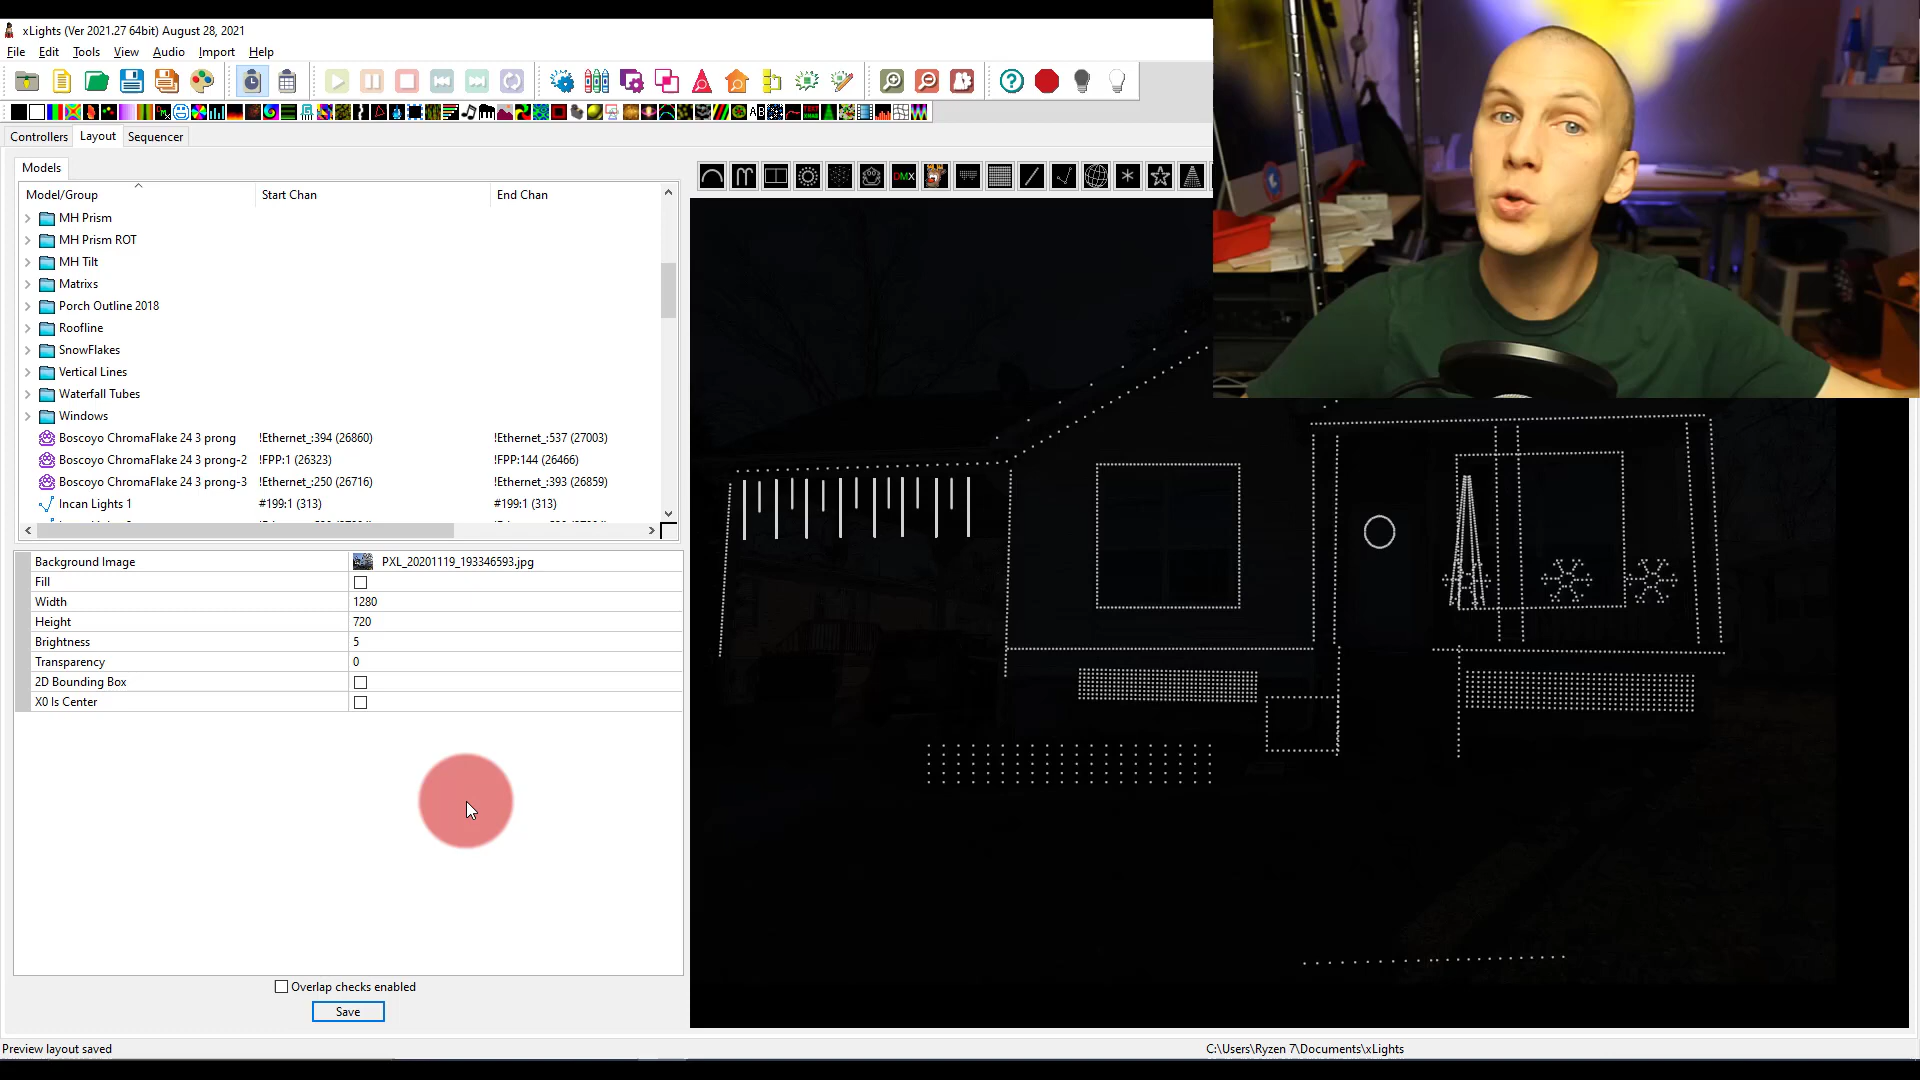 xLights (Ver 2021.27 64bit) August 28, 2021
File Edit Tools View Audio Import Help
Controllers Layout Sequencer
Models
Model/Group Start Chan End Chan
DMX
MH Prism
MH Prism ROT
MH Tilt
Matrixs
Porch Outline 2018
Roofline
SnowFlakes
Vertical Lines
Waterfall Tubes
Windows
Boscoyo ChromaFlake 24 3 prong !Ethernet_:394 (26860) !Ethernet_:537 (27003)
Boscoyo ChromaFlake 24 3 prong-2 !FPP:1 (26323) !FPP:144 (26466)
Boscoyo ChromaFlake 24 3 prong-3 !Ethernet_:250 (26716) !Ethernet_:393 (26859)
Incan Lights 1 #199:1 (313) #199:1 (313)
Background Image PXL_20201119_193346593.jpg
Fill
Width 1280
Height 720
Brightness 5
Transparency 0
2D Bounding Box
X0 Is Center
Overlap checks enabled
Save
Preview layout saved C:\Users\Ryzen 7\Documents\xLights